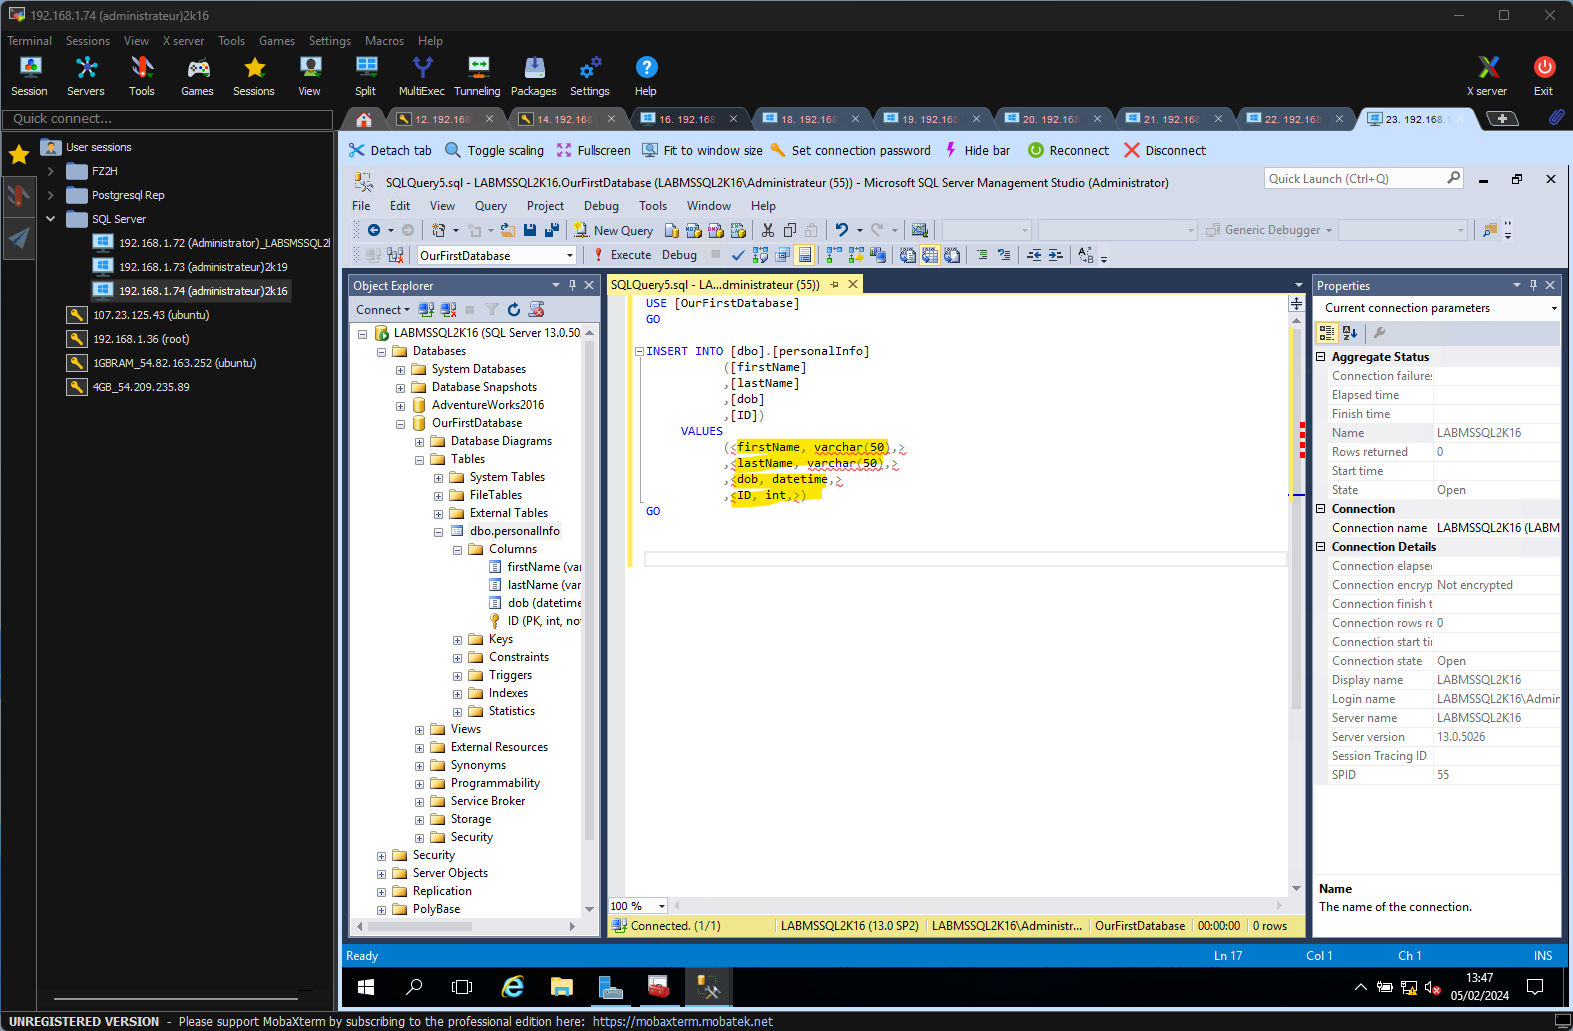 192.168.1.74 (administrateur)2k16
Terminal Sessions View X server Tools Games Settings Macros Help
Session Servers Tools Games Sessions View Split MultiExec Tunneling Packages Settings Help X server Exit
Quick connect...
12. 192.168 14. 192.168 16. 192.168 18. 192.168 19. 192.168 20. 192.168 21. 192.168 22. 192.168 23. 192.168.1
Detach tab Toggle scaling Fullscreen Fit to window size Set connection password Hide bar Reconnect Disconnect
User sessions
FZ2H
Postgresql Rep
SQL Server
192.168.1.72 (Administrator)_LABSMSSQL2l
192.168.1.73 (administrateur)2k19
192.168.1.74 (administrateur)2k16
107.23.125.43 (ubuntu)
192.168.1.36 (root)
1GBRAM_54.82.163.252 (ubuntu)
4GB_54.209.235.89
SQLQuery5.sql - LABMSSQL2K16.OurFirstDatabase (LABMSSQL2K16\Administrateur (55)) - Microsoft SQL Server Management Studio (Administrator)
Quick Launch (Ctrl+Q)
File Edit View Query Project Debug Tools Window Help
New Query Generic Debugger
OurFirstDatabase Execute Debug
Object Explorer
Connect
LABMSSQL2K16 (SQL Server 13.0.50
Databases
System Databases
Database Snapshots
AdventureWorks2016
OurFirstDatabase
Database Diagrams
Tables
System Tables
FileTables
External Tables
dbo.personalInfo
Columns
firstName (var
lastName (var
dob (datetime
ID (PK, int, no
Keys
Constraints
Triggers
Indexes
Statistics
Views
External Resources
Synonyms
Programmability
Service Broker
Storage
Security
Security
Server Objects
Replication
PolyBase
SQLQuery5.sql - LA...dministrateur (55))
USE [OurFirstDatabase]
GO
INSERT INTO [dbo].[personalInfo]
([firstName]
,[lastName]
,[dob]
,[ID])
VALUES
(<firstName, varchar(50),>
,<lastName, varchar(50),>
,<dob, datetime,>
,<ID, int,>)
GO
100 %
Connected. (1/1) LABMSSQL2K16 (13.0 SP2) LABMSSQL2K16\Administr... OurFirstDatabase 00:00:00 0 rows
Properties
Current connection parameters
Aggregate Status
Connection failures
Elapsed time
Finish time
Name LABMSSQL2K16
Rows returned 0
Start time
State Open
Connection
Connection name LABMSSQL2K16 (LABM
Connection Details
Connection elapsed
Connection encryp Not encrypted
Connection finish t
Connection rows re 0
Connection start tin
Connection state Open
Display name LABMSSQL2K16
Login name LABMSSQL2K16\Admin
Server name LABMSSQL2K16
Server version 13.0.5026
Session Tracing ID
SPID 55
Name
The name of the connection.
Ready Ln 17 Col 1 Ch 1 INS
13:47
05/02/2024
UNREGISTERED VERSION - Please support MobaXterm by subscribing to the professional edition here: https://mobaxterm.mobatek.net